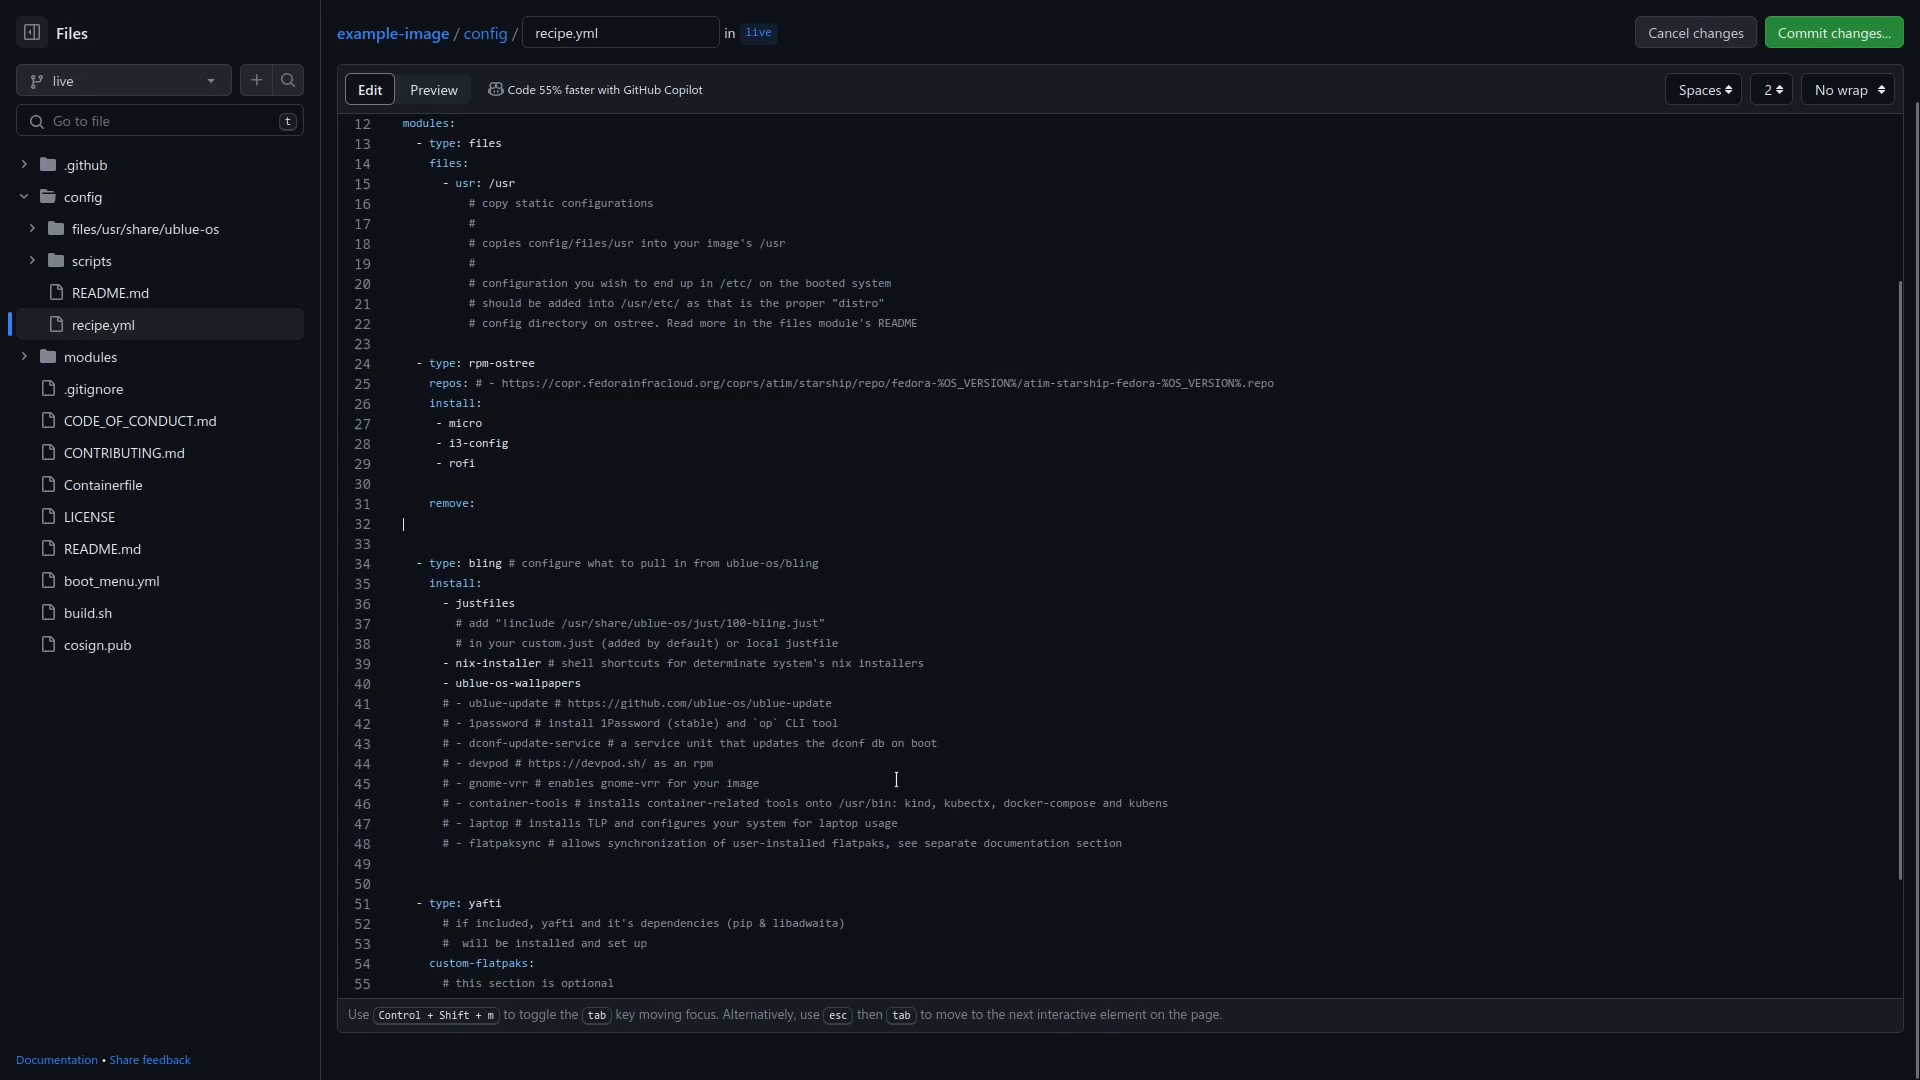 Files
example-image / config / recipe.yml in live
Cancel changes
Commit changes...
live
Go to file
t
.github
config
files/usr/share/ublue-os
scripts
README.md
recipe.yml
modules
.gitignore
CODE_OF_CONDUCT.md
CONTRIBUTING.md
Containerfile
LICENSE
README.md
boot_menu.yml
build.sh
cosign.pub
Documentation • Share feedback
Edit
Preview
Code 55% faster with GitHub Copilot
Spaces
2
No wrap
12 modules:
13 - type: files
14 files:
15 - usr: /usr
16 # copy static configurations
17 #
18 # copies config/files/usr into your image's /usr
19 #
20 # configuration you wish to end up in /etc/ on the booted system
21 # should be added into /usr/etc/ as that is the proper "distro"
22 # config directory on ostree. Read more in the files module's README
23
24 - type: rpm-ostree
25 repos: # - https://copr.fedorainfracloud.org/coprs/atim/starship/repo/fedora-%OS_VERSION%/atim-starship-fedora-%OS_VERSION%.repo
26 install:
27 - micro
28 - i3-config
29 - rofi
30
31 remove:
32
33
34 - type: bling # configure what to pull in from ublue-os/bling
35 install:
36 - justfiles
37 # add "!include /usr/share/ublue-os/just/100-bling.just"
38 # in your custom.just (added by default) or local justfile
39 - nix-installer # shell shortcuts for determinate system's nix installers
40 - ublue-os-wallpapers
41 # - ublue-update # https://github.com/ublue-os/ublue-update
42 # - 1password # install 1Password (stable) and `op` CLI tool
43 # - dconf-update-service # a service unit that updates the dconf db on boot
44 # - devpod # https://devpod.sh/ as an rpm
45 # - gnome-vrr # enables gnome-vrr for your image
46 # - container-tools # installs container-related tools onto /usr/bin: kind, kubectx, docker-compose and kubens
47 # - laptop # installs TLP and configures your system for laptop usage
48 # - flatpaksync # allows synchronization of user-installed flatpaks, see separate documentation section
49
50
51 - type: yafti
52 # if included, yafti and it's dependencies (pip & libadwaita)
53 #  will be installed and set up
54 custom-flatpaks:
55 # this section is optional
Use Control + Shift + m to toggle the tab key moving focus. Alternatively, use esc then tab to move to the next interactive element on the page.